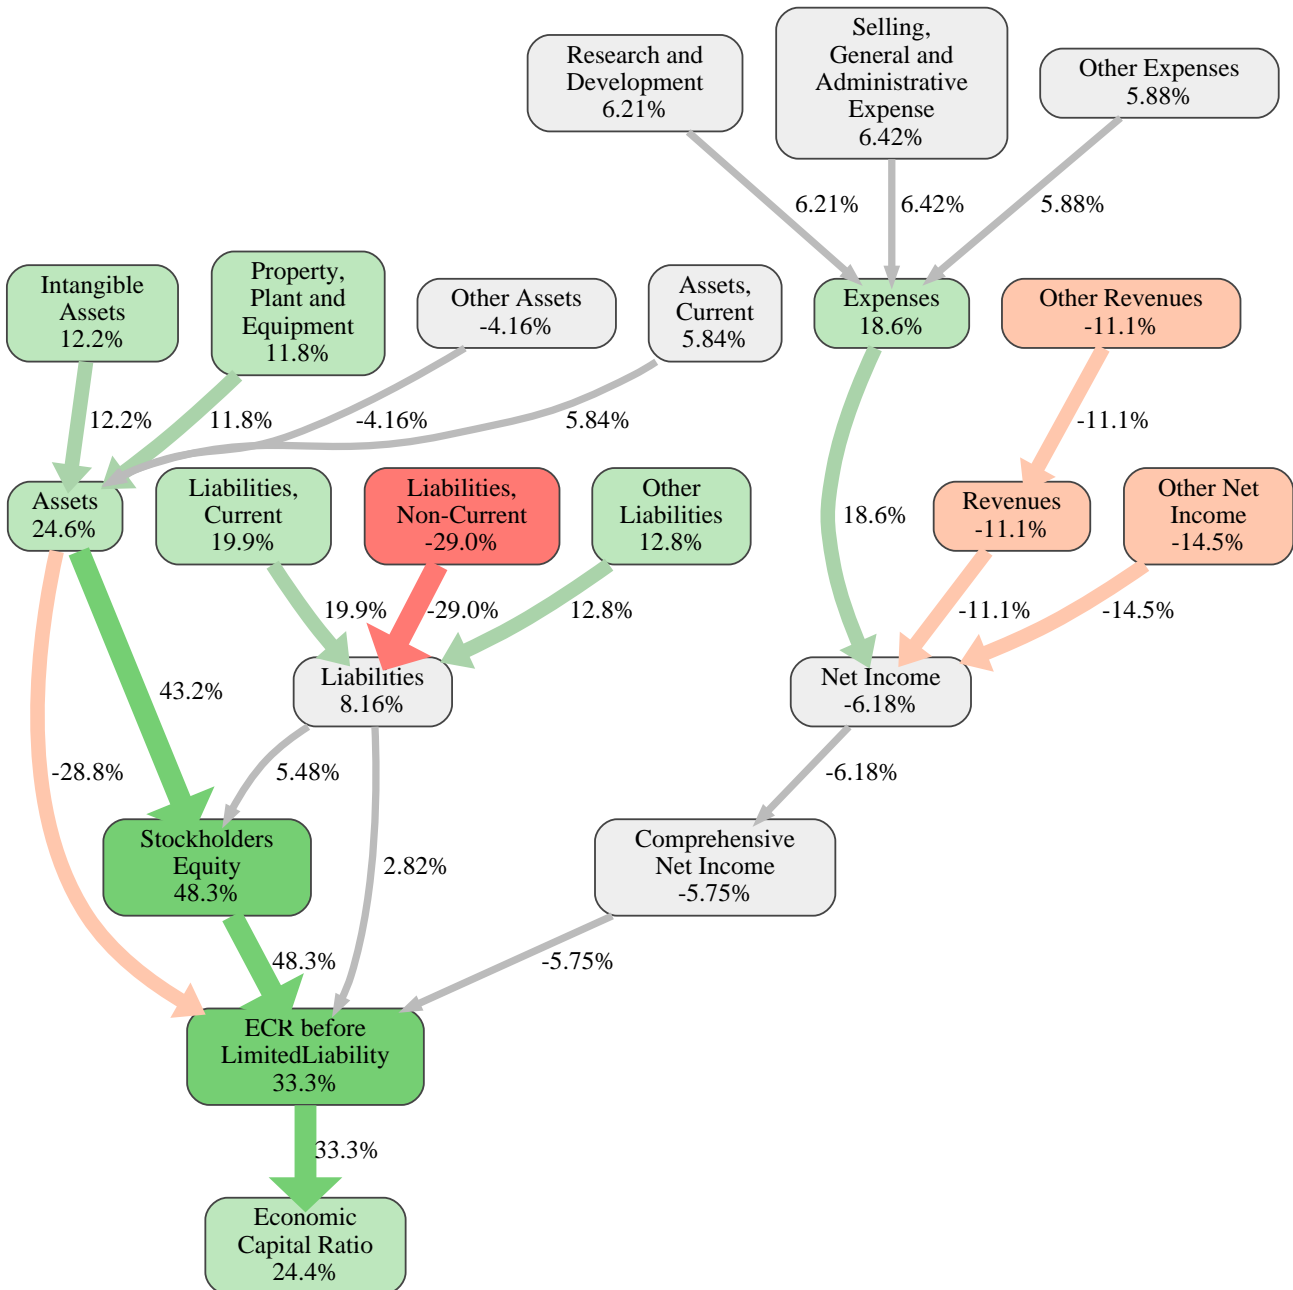 Research and
Development
6.21%
Selling,
General and
Administrative
Expense
6.42%
Other Expenses
5.88%
6.21%
6.42%
5.88%
Intangible
Assets
12.2%
Property,
Plant and
Equipment
11.8%
Other Assets
-4.16%
Assets,
Current
5.84%
Expenses
18.6%
Other Revenues
-11.1%
12.2%
11.8%
-4.16%
5.84%
-11.1%
Assets
24.6%
Liabilities,
Current
19.9%
Liabilities,
Non-Current
-29.0%
Other
Liabilities
12.8%
18.6%
Revenues
-11.1%
Other Net
Income
-14.5%
19.9%
-29.0%
12.8%
-11.1%
-14.5%
43.2%
Liabilities
8.16%
Net Income
-6.18%
-28.8%
5.48%
-6.18%
Stockholders
Equity
48.3%
2.82%
Comprehensive
Net Income
-5.75%
48.3%
-5.75%
ECR before
LimitedLiability
33.3%
33.3%
Economic
Capital Ratio
24.4%